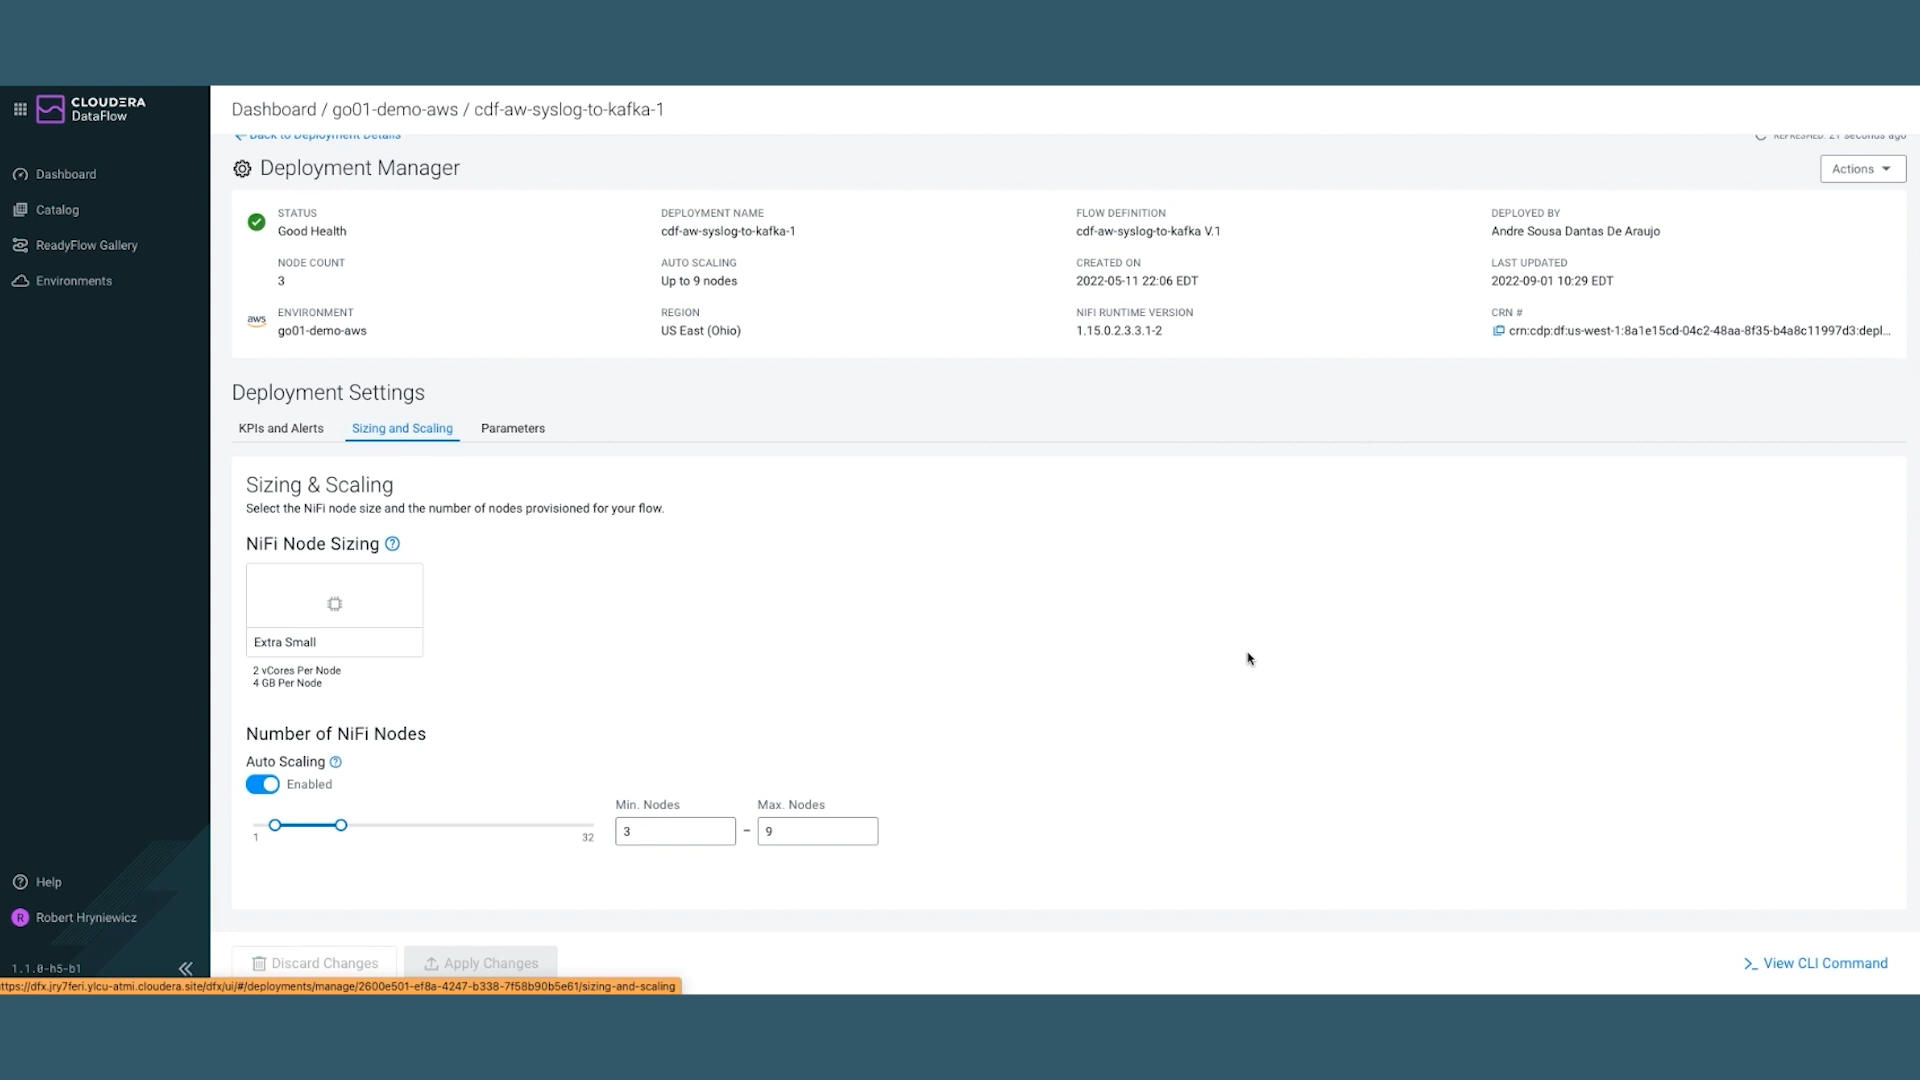 CLOUDERA
DataFlow
Dashboard / go01-demo-aws / cdf-aw-syslog-to-kafka-1
Back to Deployment Details
REFRESHED: 21 seconds ago
Dashboard
Catalog
ReadyFlow Gallery
Environments
Deployment Manager
Actions
STATUS
Good Health
DEPLOYMENT NAME
cdf-aw-syslog-to-kafka-1
FLOW DEFINITION
cdf-aw-syslog-to-kafka V.1
DEPLOYED BY
Andre Sousa Dantas De Araujo
NODE COUNT
3
AUTO SCALING
Up to 9 nodes
CREATED ON
2022-05-11 22:06 EDT
LAST UPDATED
2022-09-01 10:29 EDT
aws
ENVIRONMENT
go01-demo-aws
REGION
US East (Ohio)
NIFI RUNTIME VERSION
1.15.0.2.3.3.1-2
CRN #
crn:cdp:df:us-west-1:8a1e15cd-04c2-48aa-8f35-b4a8c11997d3:depl...
Deployment Settings
KPIs and Alerts
Sizing and Scaling
Parameters
Sizing & Scaling
Select the NiFi node size and the number of nodes provisioned for your flow.
NiFi Node Sizing
Extra Small
2 vCores Per Node
4 GB Per Node
Number of NiFi Nodes
Auto Scaling
Enabled
1
32
Min. Nodes
3
–
Max. Nodes
9
Help
R
Robert Hryniewicz
1.1.0-h5-b1
Discard Changes
Apply Changes
>_ View CLI Command
ttps://dfx.jry7feri.ylcu-atmi.cloudera.site/dfx/ui/#/deployments/manage/2600e501-ef8a-4247-b338-7f58b90b5e61/sizing-and-scaling